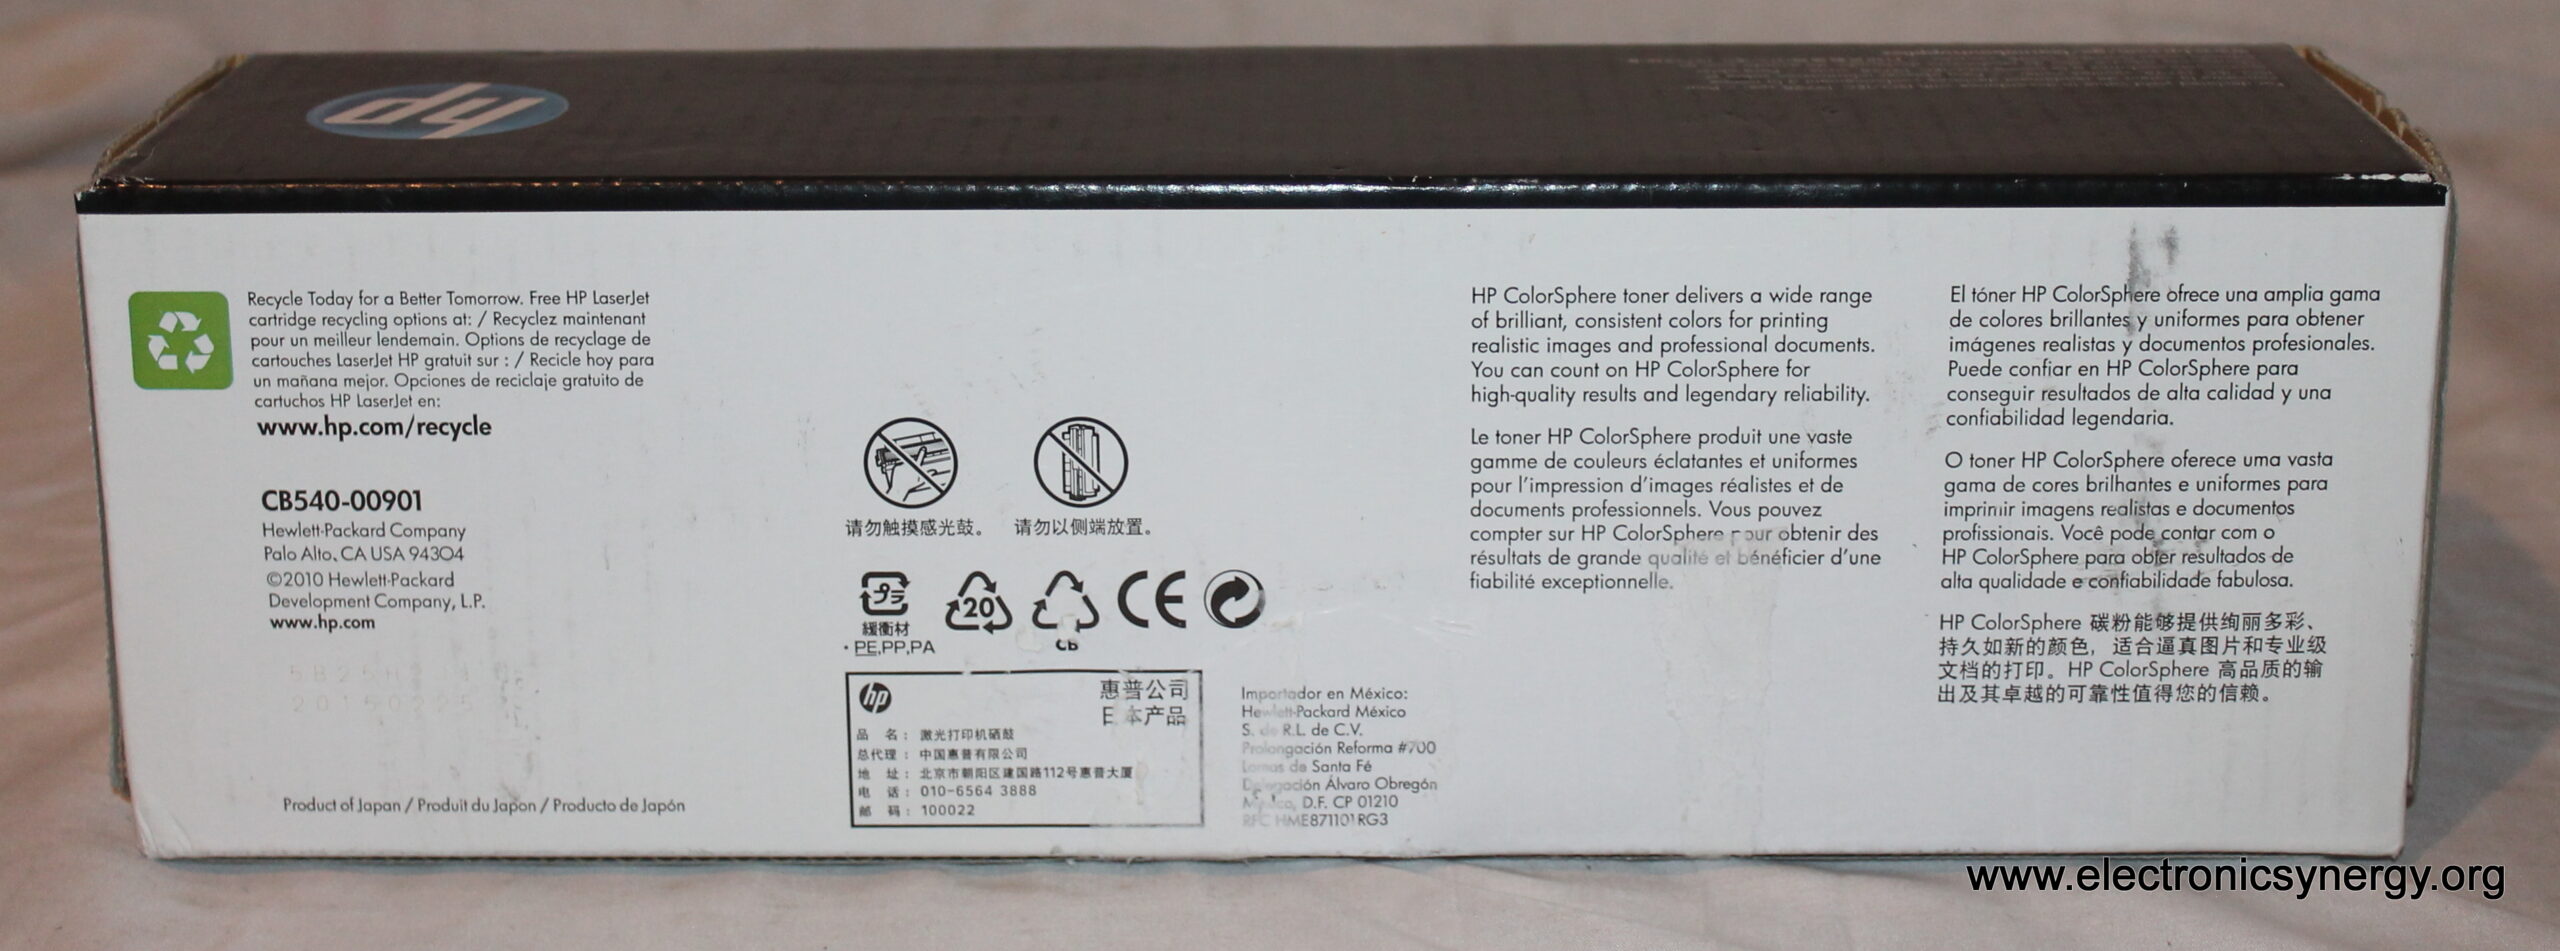 hp
Recycle Today for a Better Tomorrow. Free HP LaserJet
cartridge recycling options at: / Recyclez maintenant
pour un meilleur lendemain. Options de recyclage de
cartouches LaserJet HP gratuit sur : / Recicle hoy para
un mañana mejor. Opciones de reciclaje gratuito de
cartuchos HP LaserJet en:
www.hp.com/recycle
CB540-00901
Hewlett-Packard Company
Palo Alto, CA USA 94304
©2010 Hewlett-Packard
Development Company, L.P.
www.hp.com
Product of Japan / Produit du Japon / Producto de Japón
请勿触摸感光鼓。 请勿以侧端放置。
プラ
緩衝材
・PE,PP,PA
20
CB
CE
hp
惠普公司
日本产品
品 名： 激光打印机硒鼓
总代理： 中国惠普有限公司
地 址： 北京市朝阳区建国路112号惠普大厦
电 话： 010-6564 3888
邮 码： 100022
Importador en México:
Hewlett-Packard México
S. de R.L. de C.V.
Prolongación Reforma #700
Lomas de Santa Fé
Delegación Álvaro Obregón
México, D.F. CP 01210
RFC HME871101RG3
HP ColorSphere toner delivers a wide range
of brilliant, consistent colors for printing
realistic images and professional documents.
You can count on HP ColorSphere for
high-quality results and legendary reliability.
Le toner HP ColorSphere produit une vaste
gamme de couleurs éclatantes et uniformes
pour l'impression d'images réalistes et de
documents professionnels. Vous pouvez
compter sur HP ColorSphere pour obtenir des
résultats de grande qualité et bénéficier d'une
fiabilité exceptionnelle.
El tóner HP ColorSphere ofrece una amplia gama
de colores brillantes y uniformes para obtener
imágenes realistas y documentos profesionales.
Puede confiar en HP ColorSphere para
conseguir resultados de alta calidad y una
confiabilidad legendaria.
O toner HP ColorSphere oferece uma vasta
gama de cores brilhantes e uniformes para
imprimir imagens realistas e documentos
profissionais. Você pode contar com o
HP ColorSphere para obter resultados de
alta qualidade e confiabilidade fabulosa.
HP ColorSphere 碳粉能够提供绚丽多彩、
持久如新的颜色，适合逼真图片和专业级
文档的打印。HP ColorSphere 高品质的输
出及其卓越的可靠性值得您的信赖。
www.electronicsynergy.org